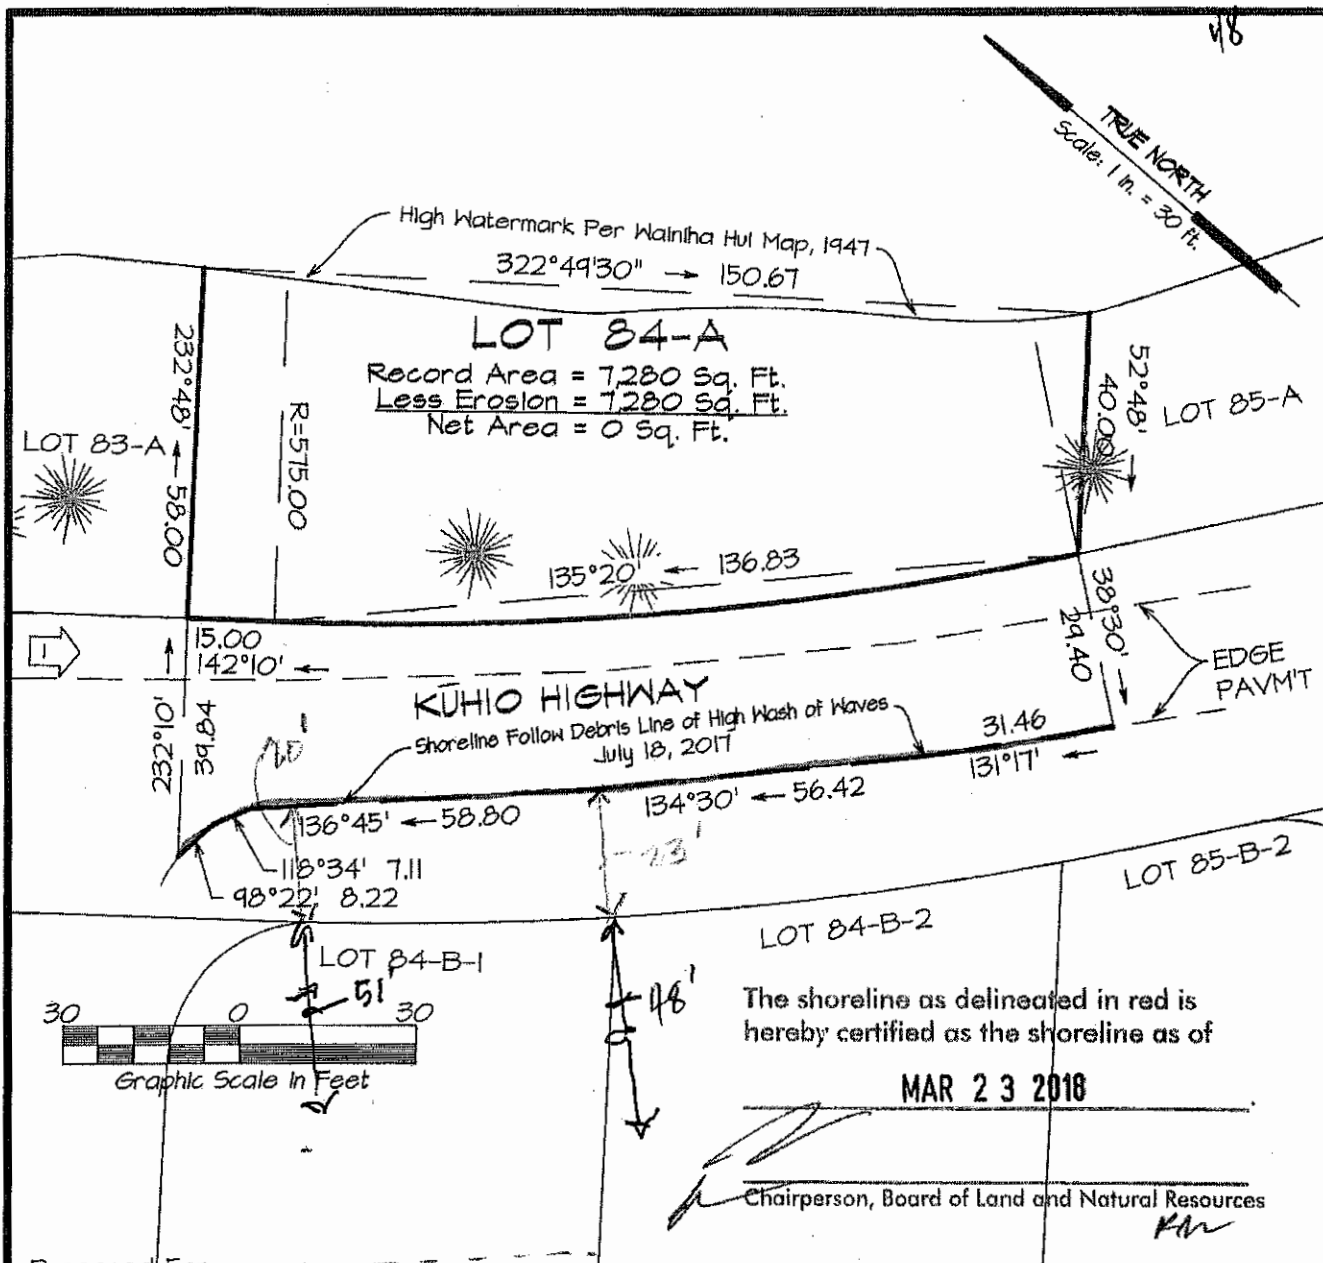 48
TRUE NORTH
Scale: 1 in. = 30 ft.
High Watermark Per Wainiha Hui Map, 1947
322°49'30" → 150.67
LOT 84-A
Record Area = 7,280 Sq. Ft.
Less Erosion = 7,280 Sq. Ft.
Net Area = 0 Sq. Ft.
232°48' 58.00
R=575.00
52°48'
40.00
LOT 83-A
LOT 85-A
135°20' ← 136.83
15.00
142°10' ←
38°30'
29.40
EDGE
PAVM'T
KŪHIO HIGHWAY
Shoreline Follow Debris Line of High Wash of Waves
July 18, 2017
31.46
131°17' ←
232°10'
39.84
20'
136°45' ← 58.80
134°30' ← 56.42
118°34' 7.11
98°22' 8.22
23'
LOT 85-B-2
LOT 84-B-2
LOT 84-B-1
51'
48'
30 0 30
Graphic Scale In Feet
The shoreline as delineated in red is
hereby certified as the shoreline as of
MAR 23 2018
Chairperson, Board of Land and Natural Resources